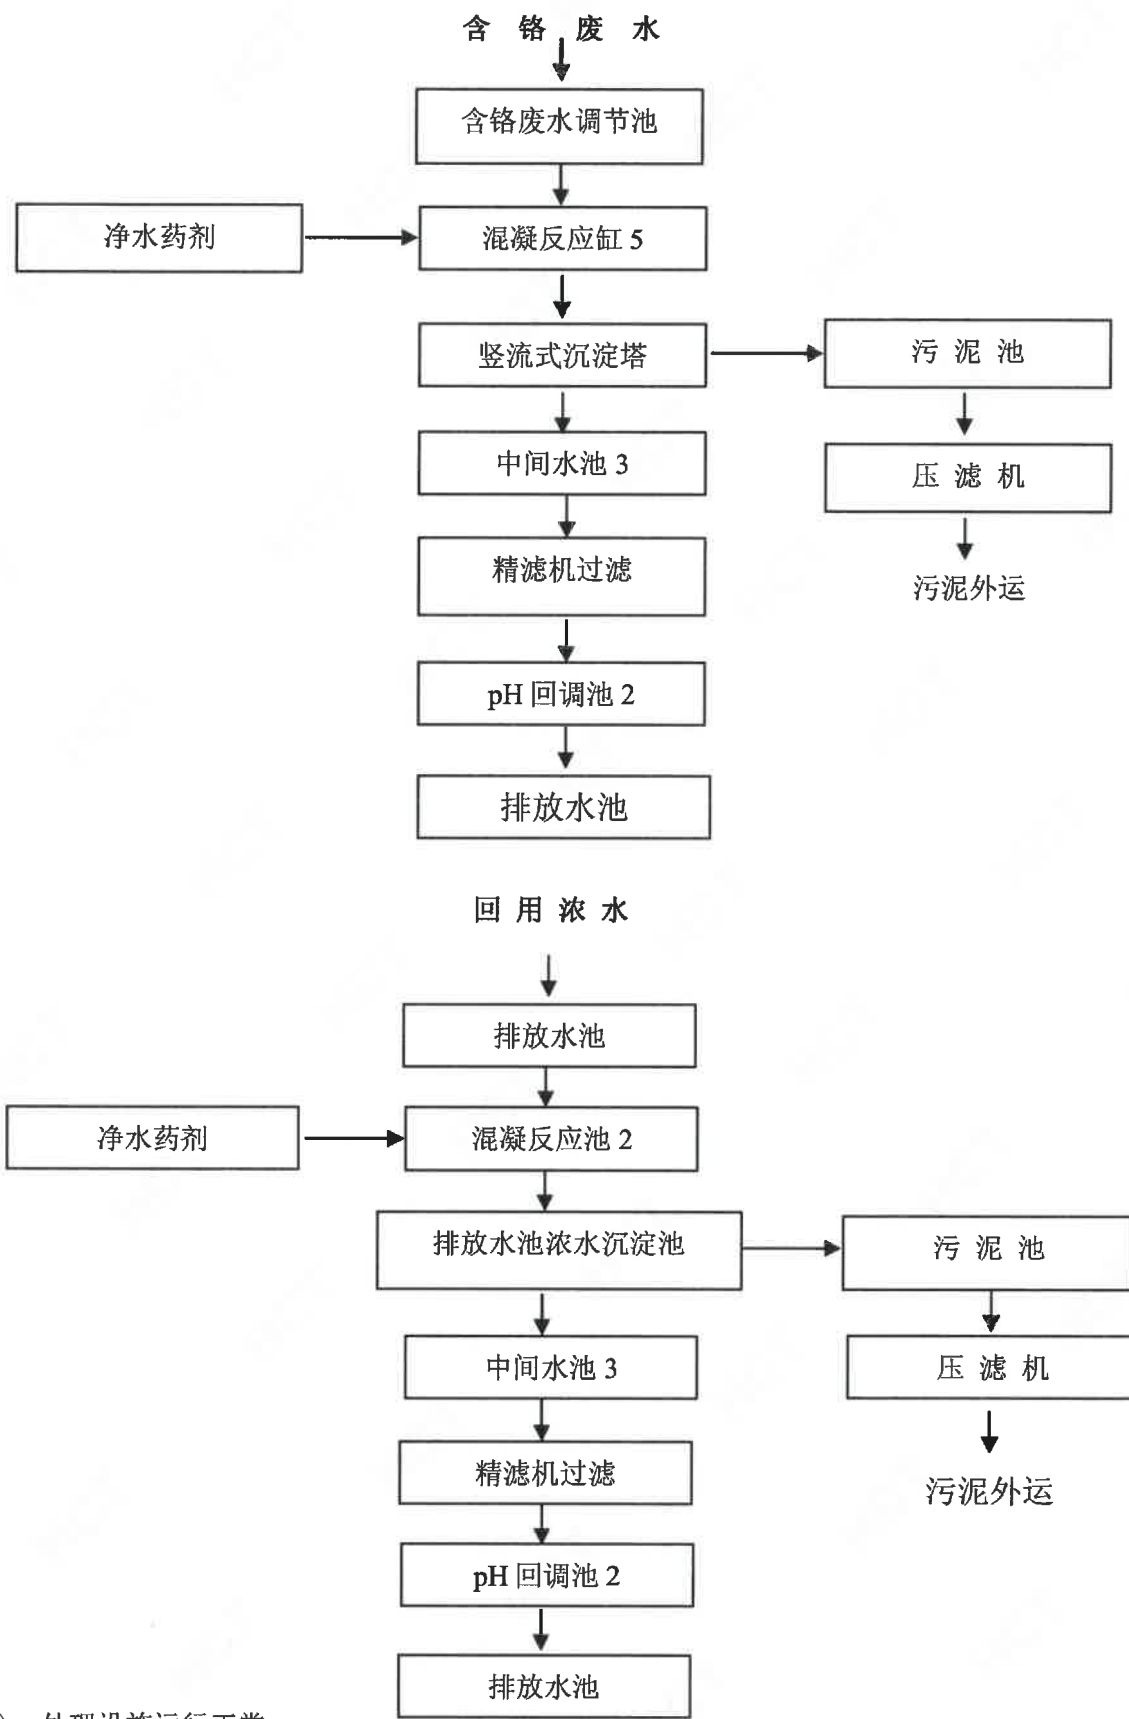 含 铬 废 水
含铬废水调节池
净水药剂
混凝反应缸 5
竖流式沉淀塔
污 泥 池
中间水池 3
压 滤 机
精滤机过滤
污泥外运
pH 回调池 2
排放水池
回 用 浓 水
排放水池
净水药剂
混凝反应池 2
排放水池浓水沉淀池
污 泥 池
中间水池 3
压 滤 机
精滤机过滤
污泥外运
pH 回调池 2
排放水池